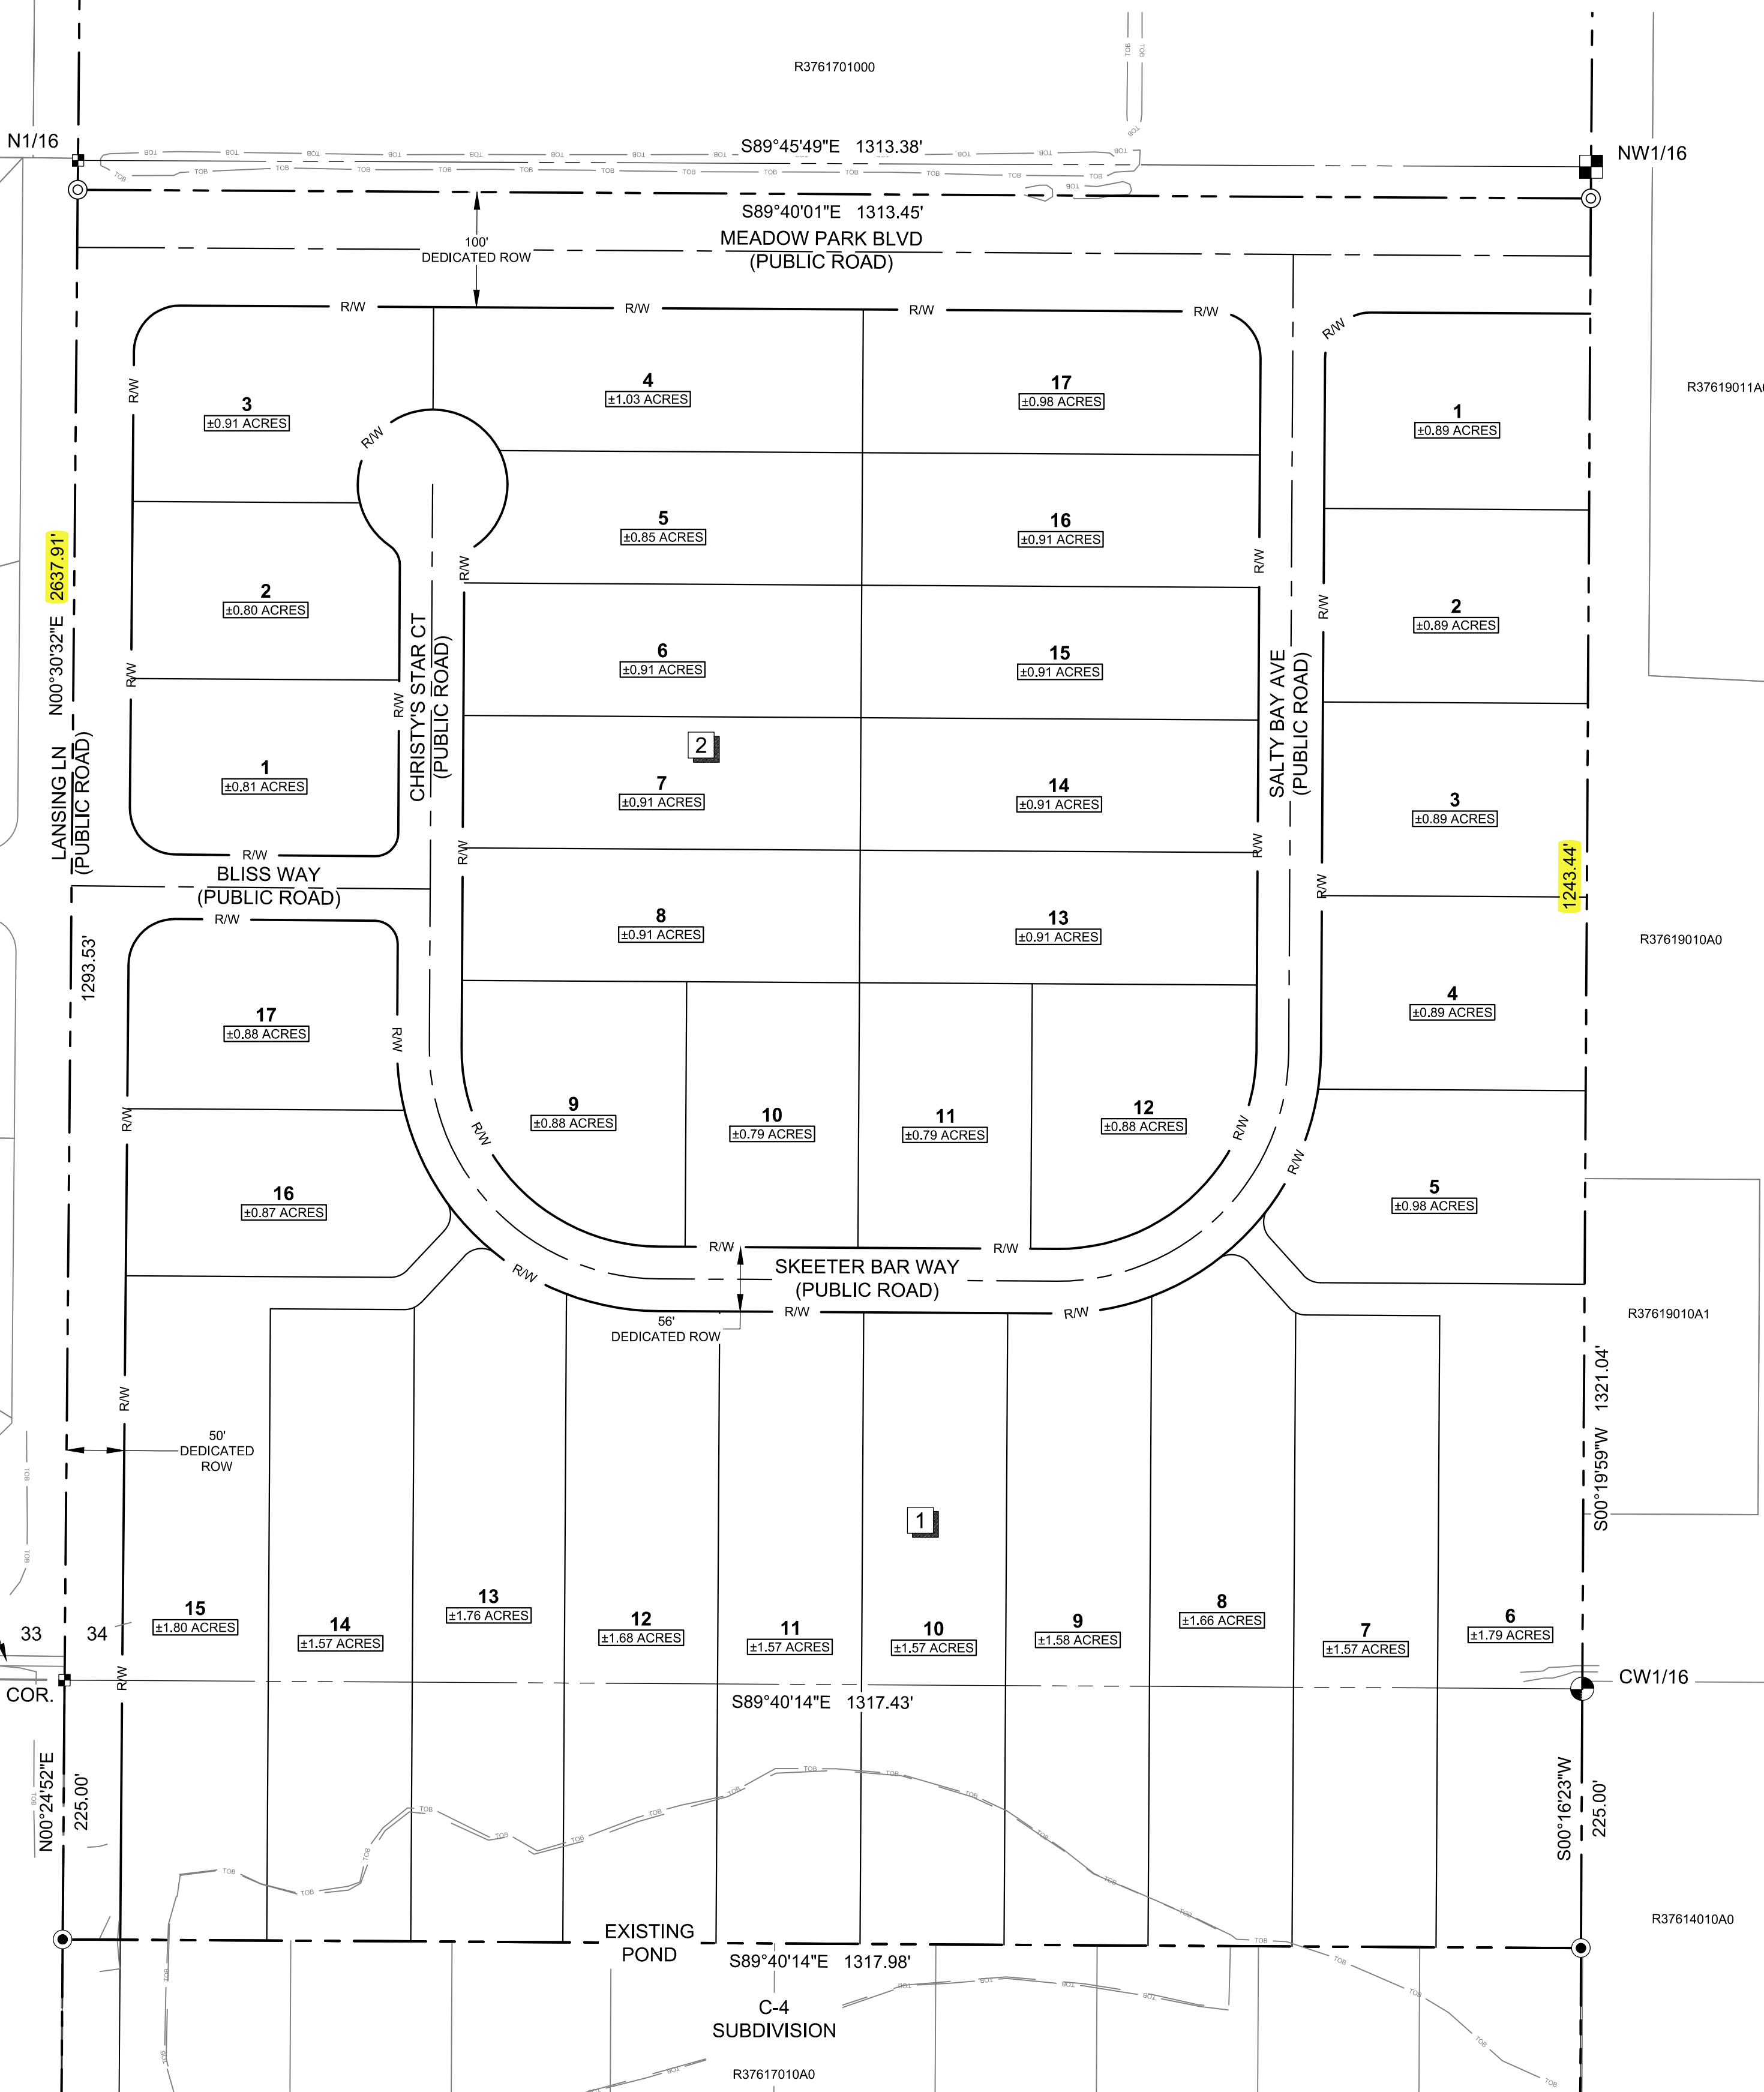 R3761701000
N1/16
S89°45'49"E 1313.38'
NW1/16
S89°40'01"E 1313.45'
MEADOW PARK BLVD
(PUBLIC ROAD)
100'
DEDICATED ROW
R/W
R/W
R/W
R/W
R/W
R/W
3
±0.91 ACRES
4
±1.03 ACRES
17
±0.98 ACRES
1
±0.89 ACRES
R37619011A
R/W
5
±0.85 ACRES
16
±0.91 ACRES
2
±0.80 ACRES
2
±0.89 ACRES
R/W
R/W
R/W
6
±0.91 ACRES
15
±0.91 ACRES
LANSING LN N00°30'32"E 2637.91'
(PUBLIC ROAD)
R/W
R/W
CHRISTY'S STAR CT
(PUBLIC ROAD)
SALTY BAY AVE
(PUBLIC ROAD)
2
1
±0.81 ACRES
7
±0.91 ACRES
14
±0.91 ACRES
3
±0.89 ACRES
R/W
R/W
R/W
R/W
1243.44'
BLISS WAY
(PUBLIC ROAD)
R/W
8
±0.91 ACRES
13
±0.91 ACRES
R37619010A0
1293.53'
17
±0.88 ACRES
4
±0.89 ACRES
R/W
R/W
9
±0.88 ACRES
10
±0.79 ACRES
11
±0.79 ACRES
12
±0.88 ACRES
R/W
R/W
R/W
16
±0.87 ACRES
5
±0.98 ACRES
R/W
R/W
R/W
SKEETER BAR WAY
(PUBLIC ROAD)
R/W
R/W
56'
DEDICATED ROW
R37619010A1
R/W
S00°19'59"W 1321.04'
50'
DEDICATED
ROW
1
15
±1.80 ACRES
14
±1.57 ACRES
13
±1.76 ACRES
12
±1.68 ACRES
11
±1.57 ACRES
10
±1.57 ACRES
9
±1.58 ACRES
8
±1.66 ACRES
7
±1.57 ACRES
6
±1.79 ACRES
33
34
R/W
COR.
CW1/16
S89°40'14"E 1317.43'
N00°24'52"E
225.00'
S00°16'23"W
225.00'
R37614010A0
EXISTING
POND
S89°40'14"E 1317.98'
C-4
SUBDIVISION
R37617010A0